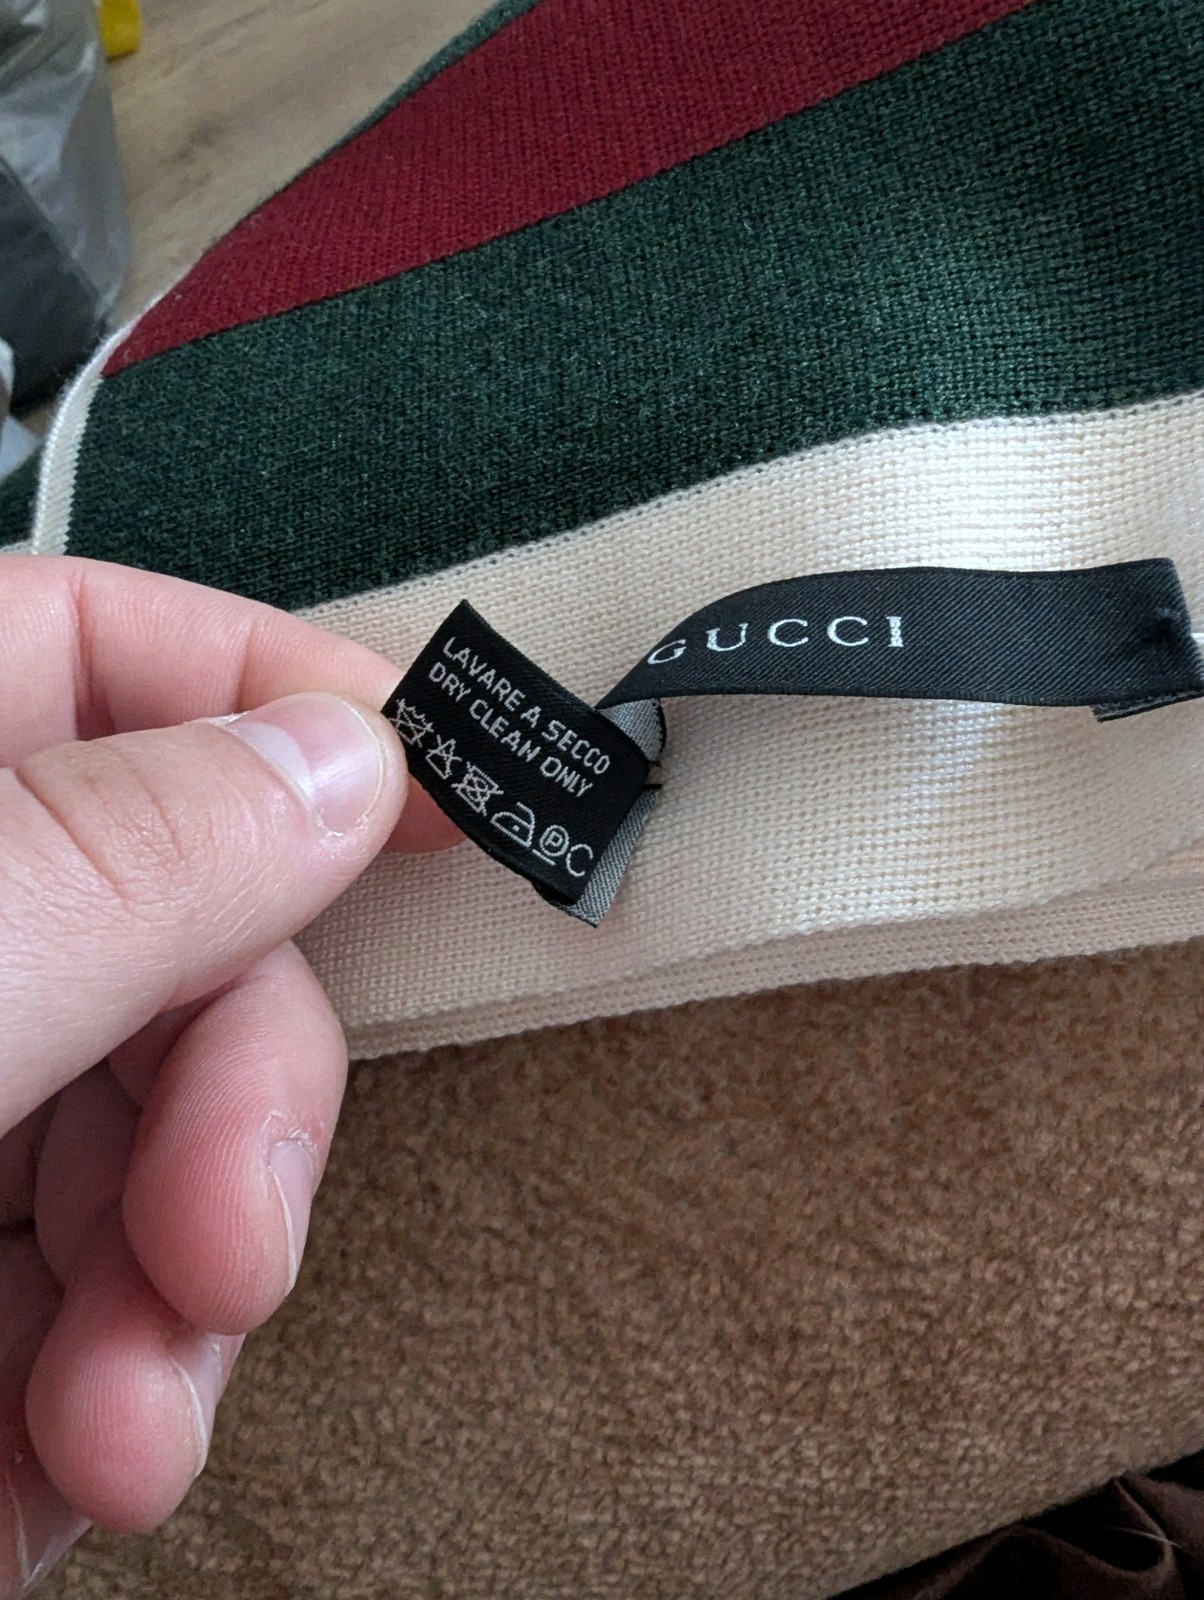 GUCCI
LAVARE A SECCO
DRY CLEAN ONLY
P C